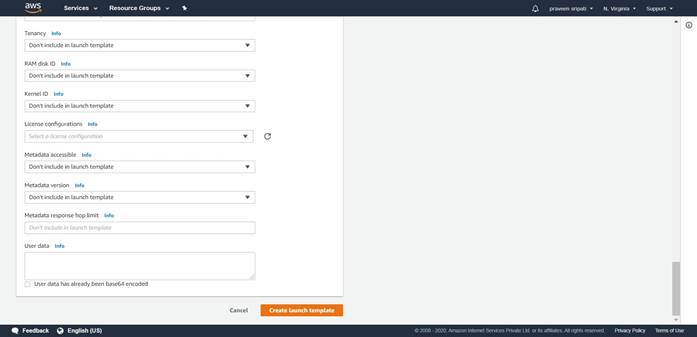 aws Services Resource Groups praveen sripati N. Virginia Support
Tenancy Info
Don't include in launch template
RAM disk ID Info
Don't include in launch template
Kernel ID Info
Don't include in launch template
License configurations Info
Select a license configuration
Metadata accessible Info
Don't include in launch template
Metadata version Info
Don't include in launch template
Metadata response hop limit Info
Don't include in launch template
User data Info
User data has already been base64 encoded
Cancel Create launch template
Feedback English (US) © 2008 - 2020, Amazon Internet Services Private Ltd. or its affiliates. All rights reserved. Privacy Policy Terms of Use